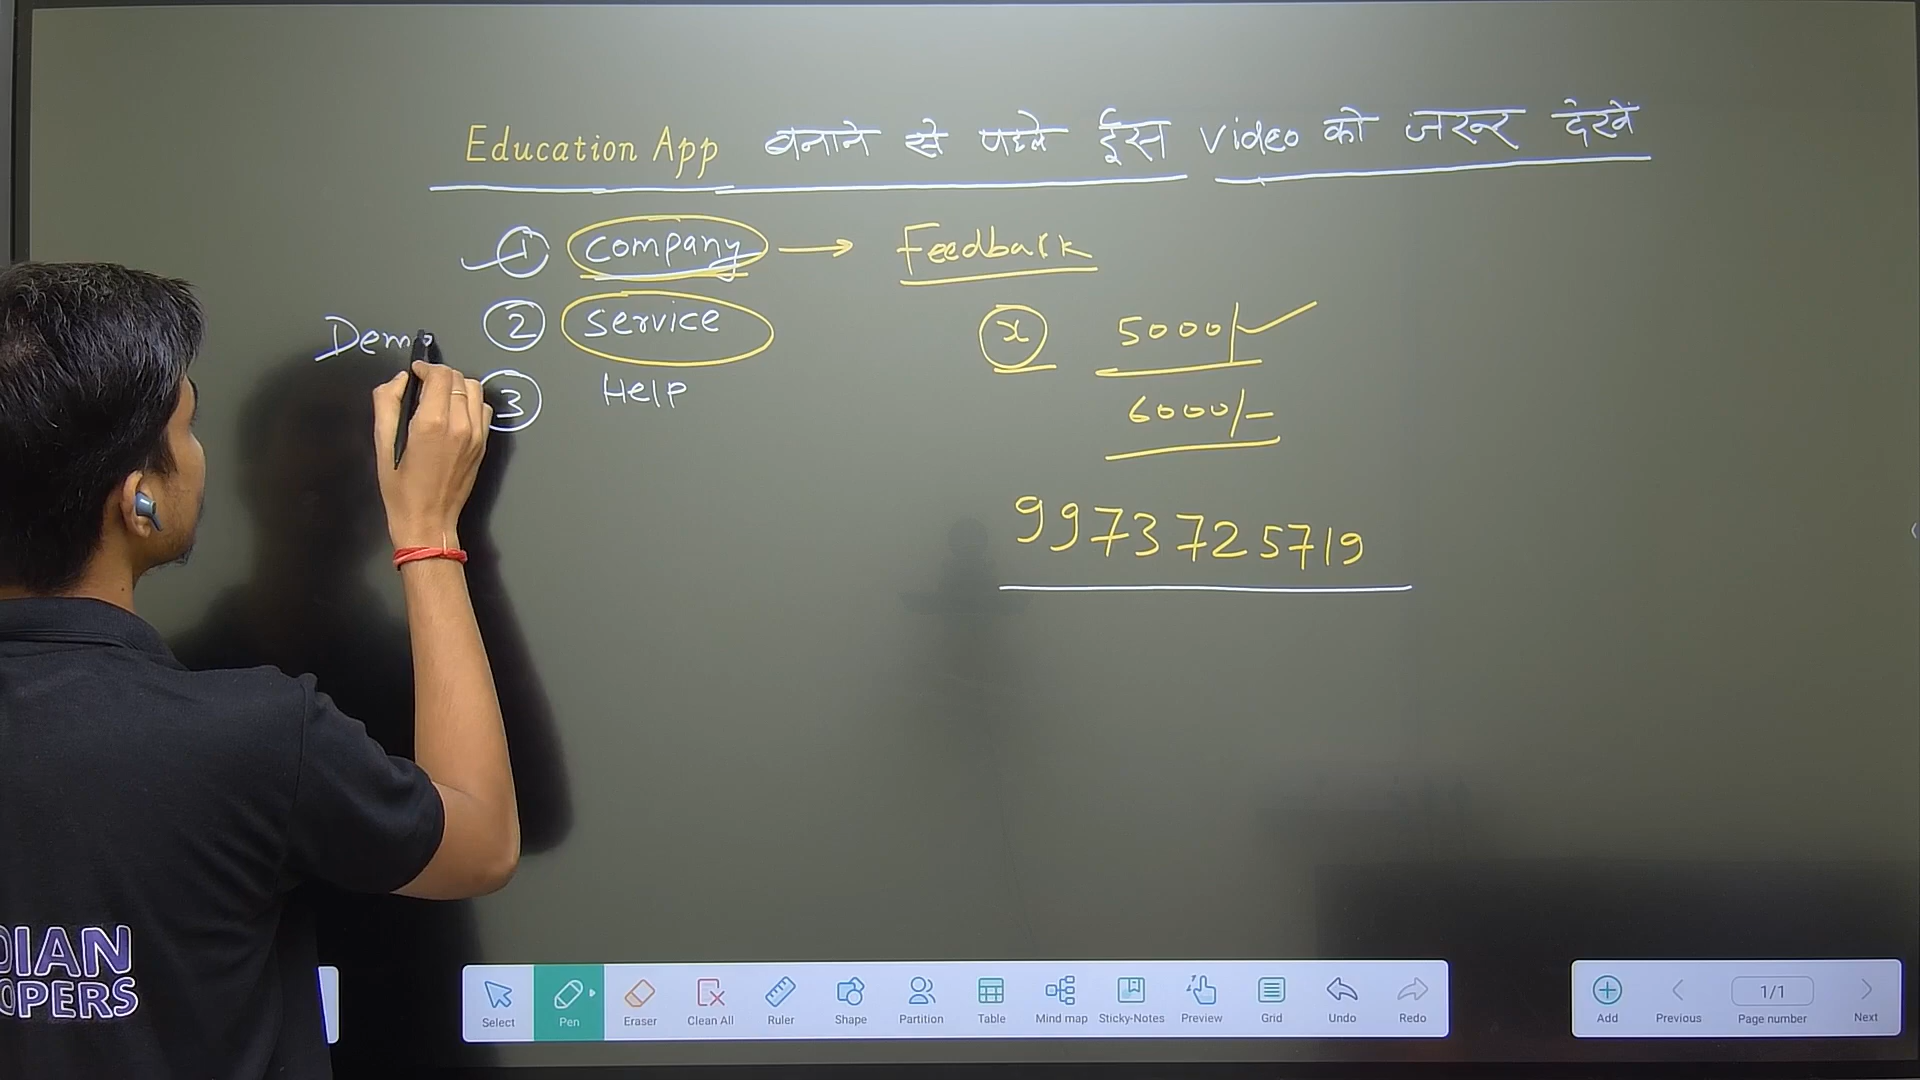 Education App बनाने से पहले ईस video को जरूर देखें
1 company → Feedback
2 service
Demo
3 Help
x 5000/-
6000/-
9973725719
DIAN
OPERS
Select Pen Eraser Clean All Ruler Shape Partition Table Mind map Sticky-Notes Preview Grid Undo Redo
Add Previous 1/1 Page number Next